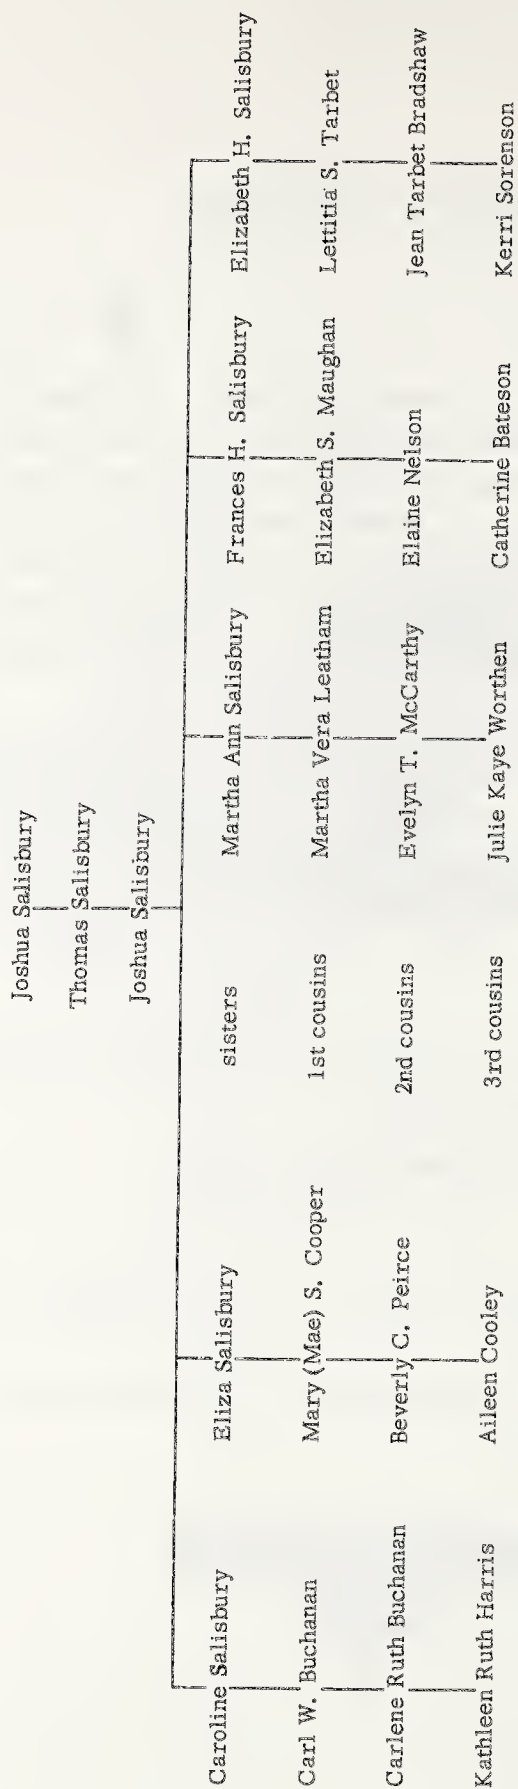 Joshua Salisbury
Thomas Salisbury
Joshua Salisbury
Caroline Salisbury
Eliza Salisbury
sisters
Martha Ann Salisbury
Frances H. Salisbury
Elizabeth H. Salisbury
Carl W. Buchanan
Mary (Mae) S. Cooper
1st cousins
Martha Vera Leatham
Elizabeth S. Maughan
Lettitia S. Tarbet
Carlene Ruth Buchanan
Beverly C. Peirce
2nd cousins
Evelyn T. McCarthy
Elaine Nelson
Jean Tarbet Bradshaw
Kathleen Ruth Harris
Aileen Cooley
3rd cousins
Julie Kaye Worthen
Catherine Bateson
Kerri Sorenson